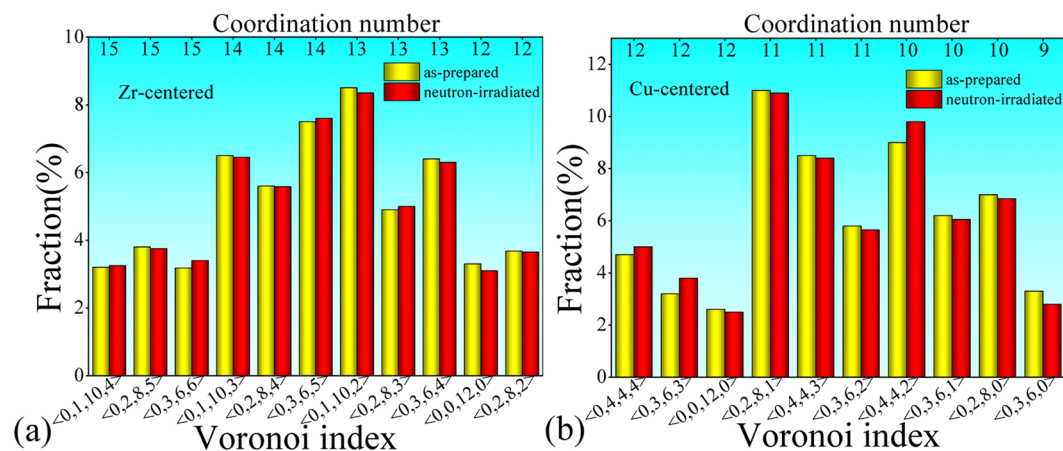 Coordination number
15 15 15 14 14 14 13 13 13 12 12
10
8
6
4
2
0
Fraction(%)
Zr-centered
as-prepared
neutron-irradiated
<0,1,10,4> <0,2,8,5> <0,3,6,6> <0,1,10,3> <0,2,8,4> <0,3,6,5> <0,1,10,2> <0,2,8,3> <0,3,6,4> <0,0,12,0> <0,2,8,2>
(a)
Voronoi index
Coordination number
12 12 12 11 11 11 10 10 10 9
12
10
8
6
4
2
0
Fraction(%)
Cu-centered
as-prepared
neutron-irradiated
<0,4,4,4> <0,3,6,3> <0,0,12,0> <0,2,8,1> <0,4,4,3> <0,3,6,2> <0,4,4,2> <0,3,6,1> <0,2,8,0> <0,3,6,0>
(b)
Voronoi index